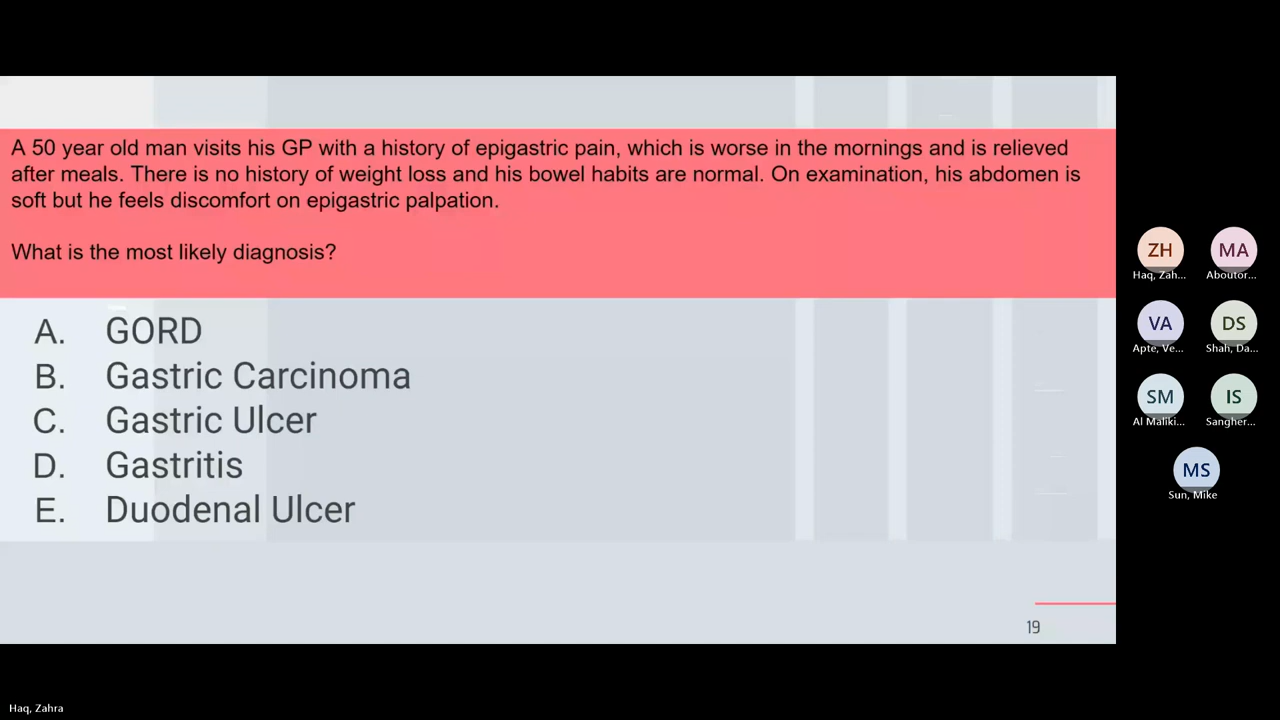 A 50 year old man visits his GP with a history of epigastric pain, which is worse in the mornings and is relieved
after meals. There is no history of weight loss and his bowel habits are normal. On examination, his abdomen is
soft but he feels discomfort on epigastric palpation.
What is the most likely diagnosis?
A. GORD
B. Gastric Carcinoma
C. Gastric Ulcer
D. Gastritis
E. Duodenal Ulcer
19
ZH
Haq, Zah...
MA
Aboutor...
VA
Apte, Ve...
DS
Shah, Da...
SM
Al Maliki...
IS
Sangher...
MS
Sun, Mike
Haq, Zahra